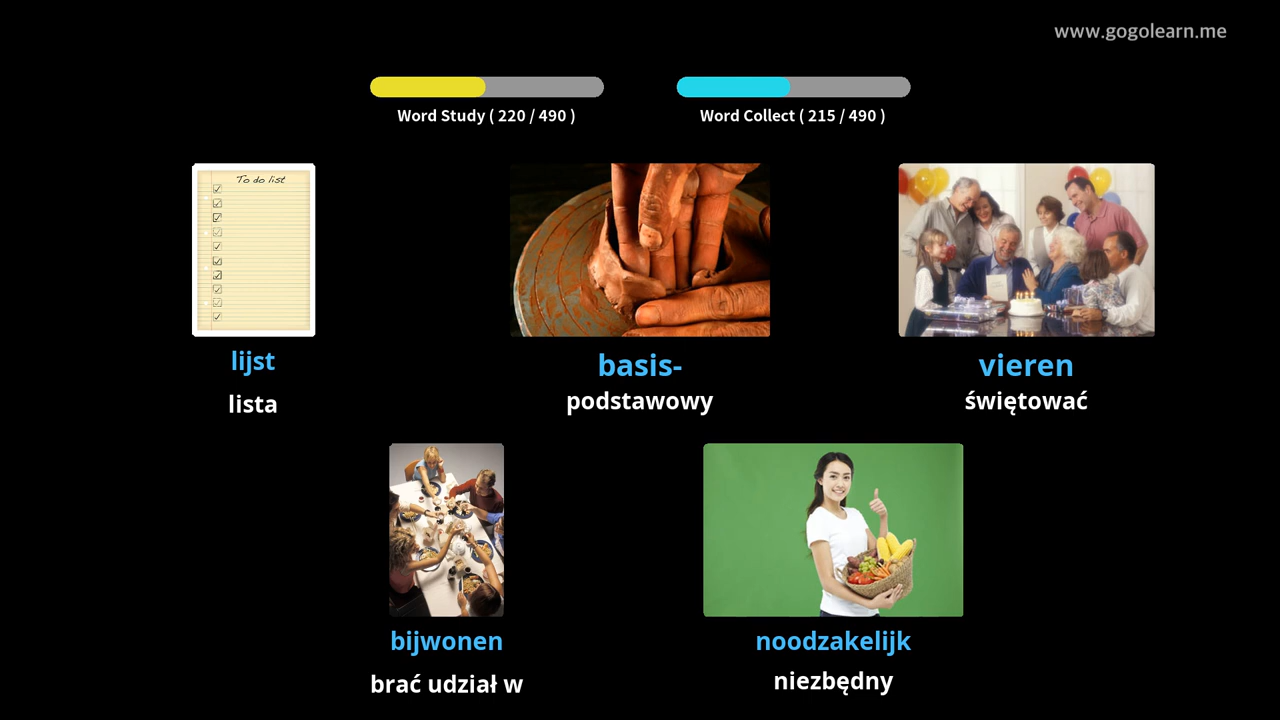 www.gogolearn.me
Word Study ( 220 / 490 )
Word Collect ( 215 / 490 )
To do list
lijst
lista
basis-
podstawowy
vieren
świętować
bijwonen
brać udział w
noodzakelijk
niezbędny